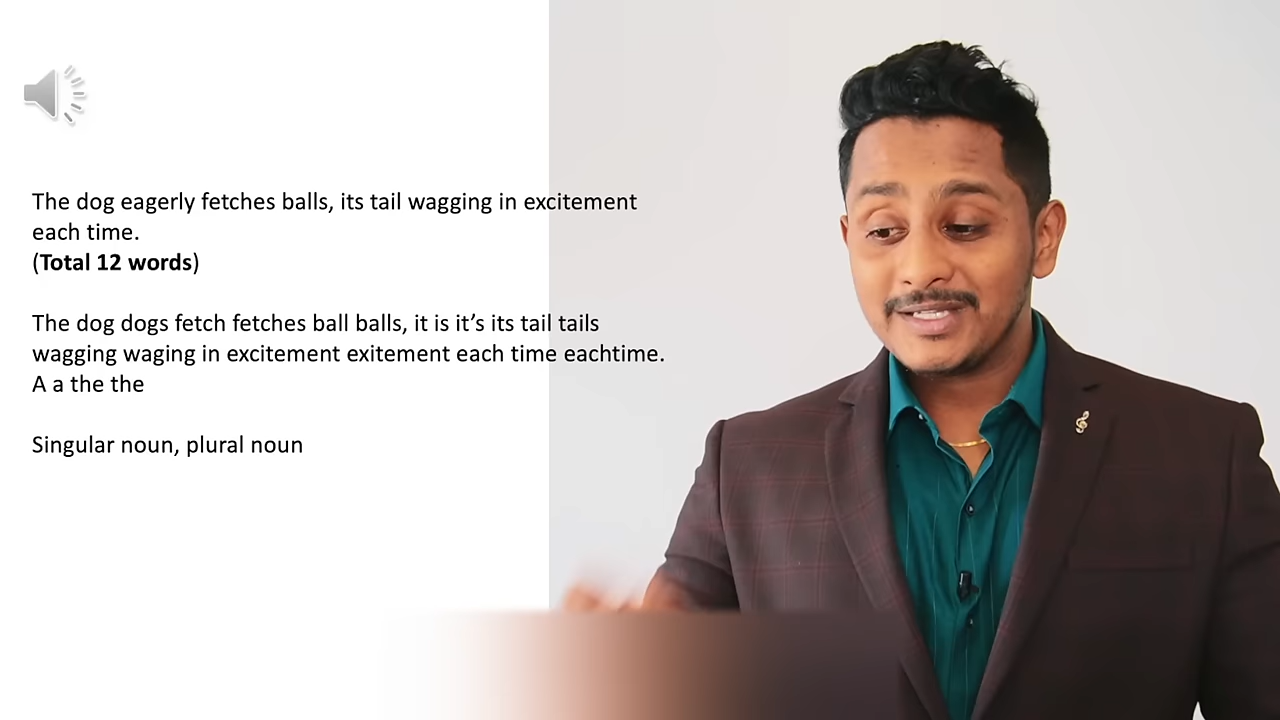 The dog eagerly fetches balls, its tail wagging in excitement
each time.
(Total 12 words)
The dog dogs fetch fetches ball balls, it is it’s its tail tails
wagging waging in excitement exitement each time eachtime.
A a the the
Singular noun, plural noun